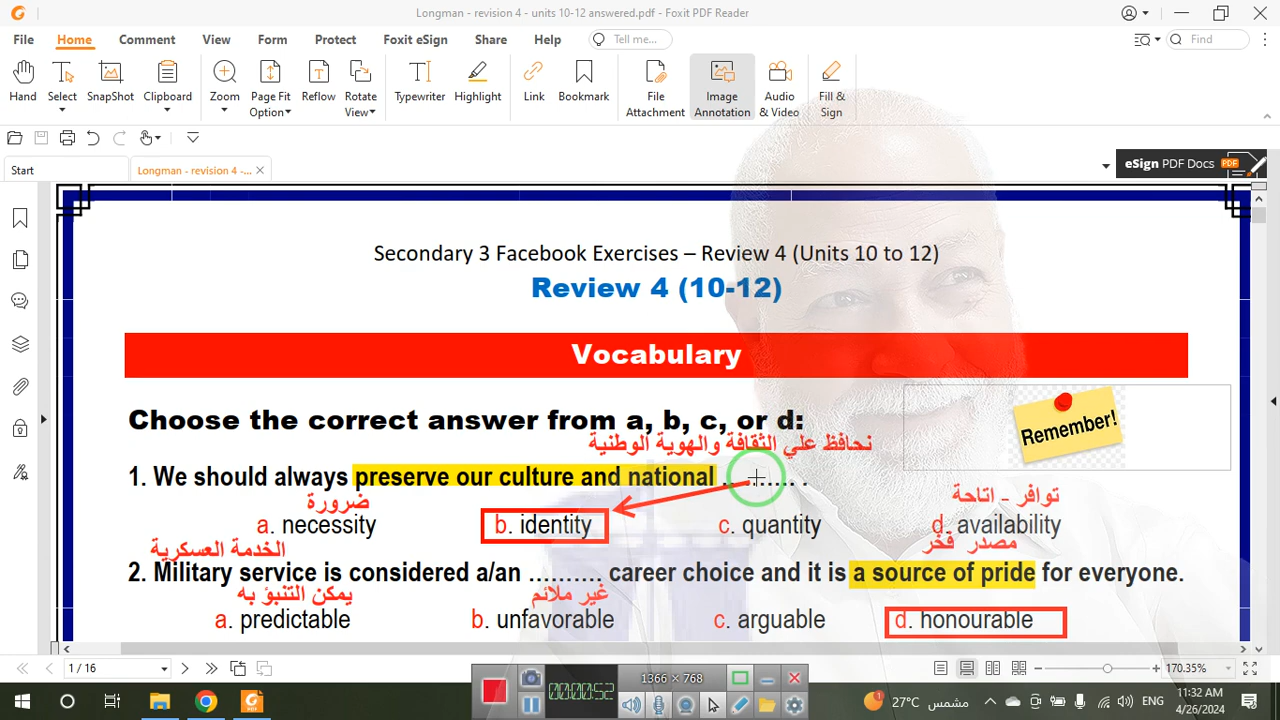 Longman - revision 4 - units 10-12 answered.pdf - Foxit PDF Reader
File Home Comment View Form Protect Foxit eSign Share Help Tell me... Find
Hand Select SnapShot Clipboard Zoom Page Fit Option Reflow Rotate View Typewriter Highlight Link Bookmark File Attachment Image Annotation Audio & Video Fill & Sign
Start Longman - revision 4 -... eSign PDF Docs PDF
Secondary 3 Facebook Exercises – Review 4 (Units 10 to 12)
Review 4 (10-12)
Vocabulary
Remember!
Choose the correct answer from a, b, c, or d:
نحافظ علي الثقافة والهوية الوطنية
1. We should always preserve our culture and national .......... .
ضرورة توافر - اتاحة
a. necessity b. identity c. quantity d. availability
الخدمة العسكرية مصدر فخر
2. Military service is considered a/an .......... career choice and it is a source of pride for everyone.
يمكن التنبؤ به غير ملائم
a. predictable b. unfavorable c. arguable d. honourable
1 / 16 170.35%
1366 × 768
00:00:52
27°C مشمس ENG 11:32 AM
4/26/2024